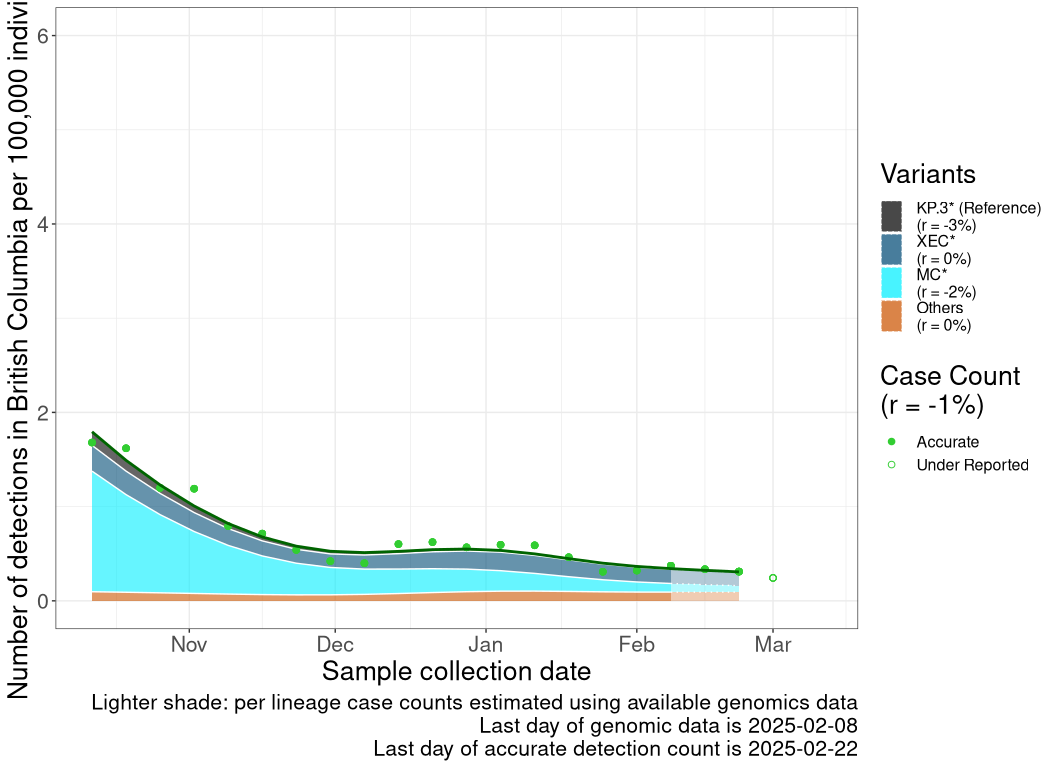 Number of detections in British Columbia per 100,000
6
4
2
0
Nov
Dec
Jan
Feb
Mar
Sample collection date
Lighter shade: per lineage case counts estimated using available genomics data
Last day of genomic data is 2025-02-08
Last day of accurate detection count is 2025-02-22
Variants
KP.3* (Reference)
(r = -3%)
XEC*
(r = 0%)
MC*
(r = -2%)
Others
(r = 0%)
Case Count
(r = -1%)
Accurate
Under Reported